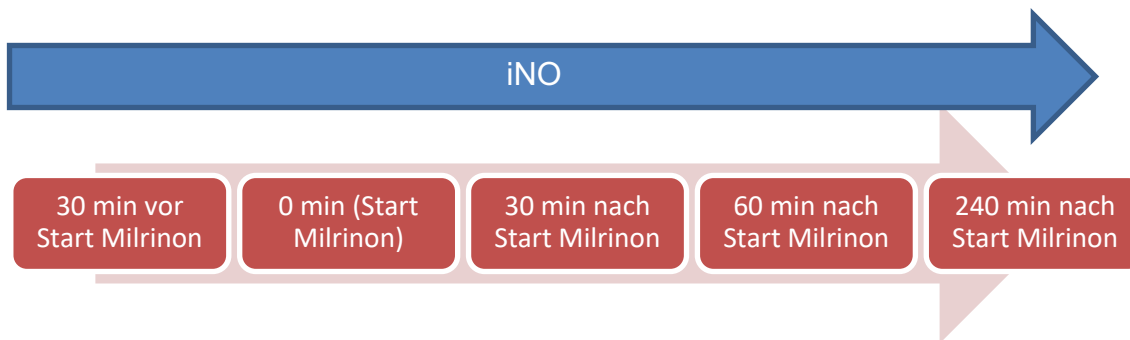 iNO
30 min vor
Start Milrinon
0 min (Start
Milrinon)
30 min nach
Start Milrinon
60 min nach
Start Milrinon
240 min nach
Start Milrinon